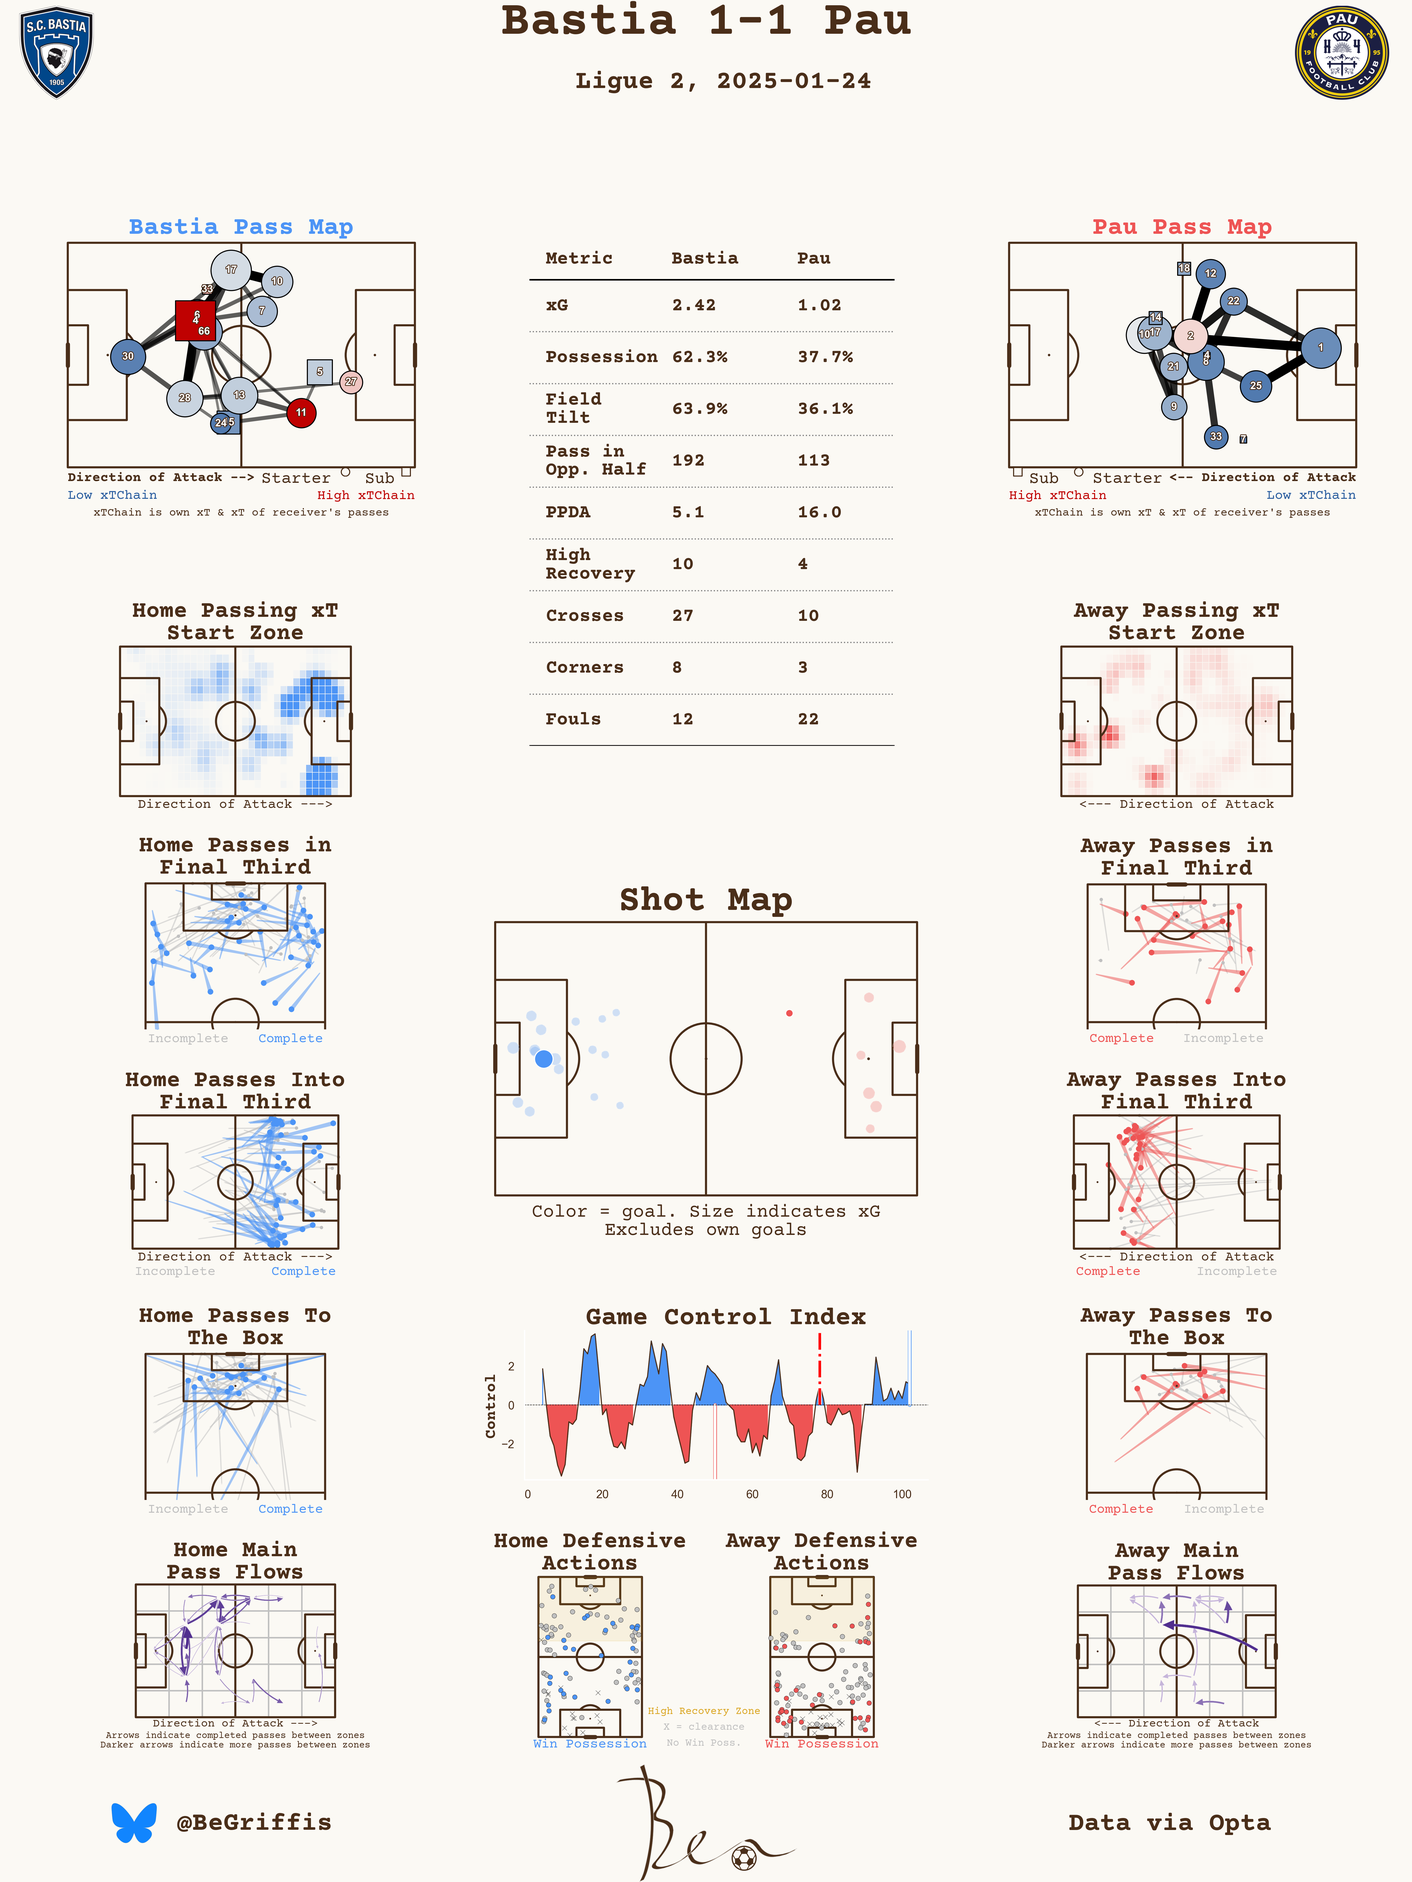 Bastia 1-1 Pau
Ligue 2, 2025-01-24
S.C. BASTIA
1905
PAU
19 95
FOOTBALL CLUB
Bastia Pass Map
17
10
33
7
6
4
66
30
5
27
28
13
11
24
5
Direction of Attack --> Starter Sub
Low xTChain High xTChain
xTChain is own xT & xT of receiver's passes
Metric Bastia Pau
xG 2.42 1.02
Possession 62.3% 37.7%
Field
Tilt 63.9% 36.1%
Pass in
Opp. Half 192 113
PPDA 5.1 16.0
High
Recovery 10 4
Crosses 27 10
Corners 8 3
Fouls 12 22
Pau Pass Map
18
12
22
14
10
17
2
1
4
8
21
25
9
33
7
Sub Starter <-- Direction of Attack
High xTChain Low xTChain
xTChain is own xT & xT of receiver's passes
Home Passing xT
Start Zone
Direction of Attack --->
Away Passing xT
Start Zone
<--- Direction of Attack
Home Passes in
Final Third
Incomplete Complete
Away Passes in
Final Third
Complete Incomplete
Shot Map
Color = goal. Size indicates xG
Excludes own goals
Home Passes Into
Final Third
Direction of Attack --->
Incomplete Complete
Away Passes Into
Final Third
<--- Direction of Attack
Complete Incomplete
Home Passes To
The Box
Incomplete Complete
Game Control Index
Control
2
0
−2
0 20 40 60 80 100
Away Passes To
The Box
Complete Incomplete
Home Main
Pass Flows
Direction of Attack --->
Arrows indicate completed passes between zones
Darker arrows indicate more passes between zones
Home Defensive
Actions
Win Possession
Away Defensive
Actions
Win Possession
High Recovery Zone
X = clearance
No Win Poss.
Away Main
Pass Flows
<--- Direction of Attack
Arrows indicate completed passes between zones
Darker arrows indicate more passes between zones
@BeGriffis
Ben
Data via Opta